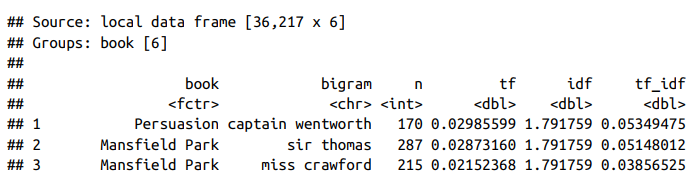 ## Source: local data frame [36,217 x 6]
## Groups: book [6]
##
## book bigram n tf idf tf_idf
## <fctr> <chr> <int> <dbl> <dbl> <dbl>
## 1 Persuasion captain wentworth 170 0.02985599 1.791759 0.05349475
## 2 Mansfield Park sir thomas 287 0.02873160 1.791759 0.05148012
## 3 Mansfield Park miss crawford 215 0.02152368 1.791759 0.03856525